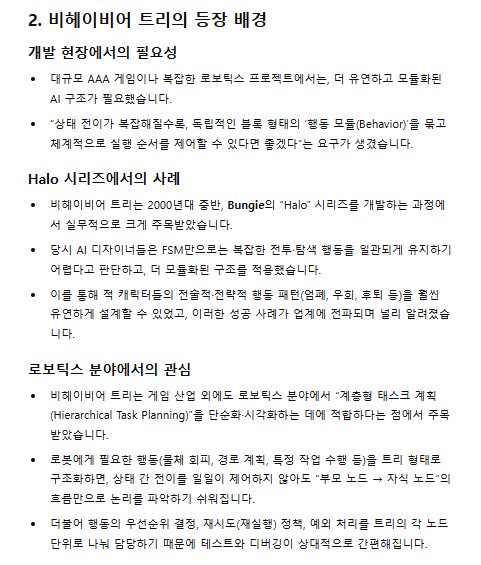 2. 비헤이비어 트리의 등장 배경
개발 현장에서의 필요성
• 대규모 AAA 게임이나 복잡한 로보틱스 프로젝트에서는, 더 유연하고 모듈화된
AI 구조가 필요했습니다.
• “상태 전이가 복잡해질수록, 독립적인 블록 형태의 ‘행동 모듈(Behavior)’을 묶고
체계적으로 실행 순서를 제어할 수 있다면 좋겠다”는 요구가 생겼습니다.
Halo 시리즈에서의 사례
• 비헤이비어 트리는 2000년대 중반, Bungie의 “Halo” 시리즈를 개발하는 과정에
서 실무적으로 크게 주목받았습니다.
• 당시 AI 디자이너들은 FSM만으로는 복잡한 전투·탐색 행동을 일관되게 유지하기
어렵다고 판단하고, 더 모듈화된 구조를 적용했습니다.
• 이를 통해 적 캐릭터들의 전술적·전략적 행동 패턴(엄폐, 우회, 후퇴 등)을 훨씬
유연하게 설계할 수 있었고, 이러한 성공 사례가 업계에 전파되며 널리 알려졌습
니다.
로보틱스 분야에서의 관심
• 비헤이비어 트리는 게임 산업 외에도 로보틱스 분야에서 “계층형 태스크 계획
(Hierarchical Task Planning)”을 단순화·시각화하는 데에 적합하다는 점에서 주목
받았습니다.
• 로봇에게 필요한 행동(물체 회피, 경로 계획, 특정 작업 수행 등)을 트리 형태로
구조화하면, 상태 간 전이를 일일이 제어하지 않아도 “부모 노드 → 자식 노드”의
흐름만으로 논리를 파악하기 쉬워집니다.
• 더불어 행동의 우선순위 결정, 재시도(재실행) 정책, 예외 처리를 트리의 각 노드
단위로 나눠 담당하기 때문에 테스트와 디버깅이 상대적으로 간편해집니다.